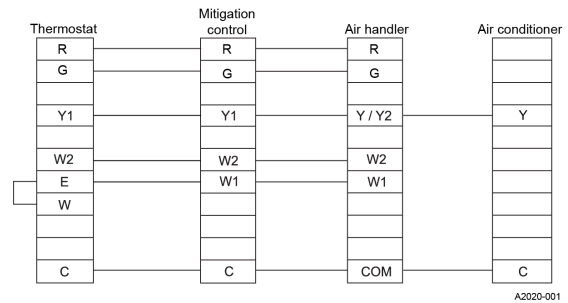 Mitigation
Thermostat control Air handler Air conditioner
R R R
G G G
Y1 Y1 Y / Y2 Y
W2 W2 W2
E W1 W1
W
C C COM C
A2020-001